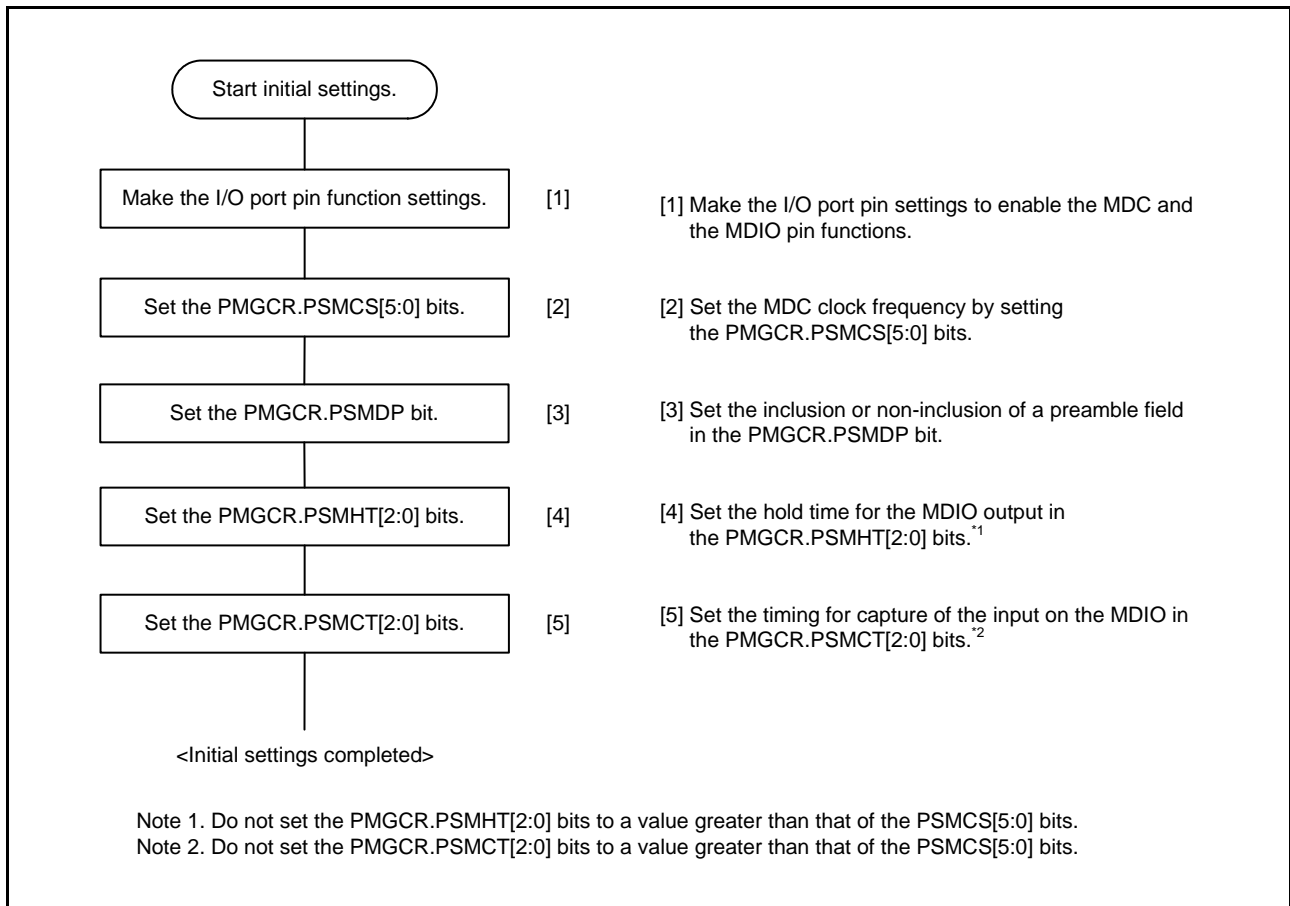 Start initial settings.
Make the I/O port pin function settings. [1]
[1] Make the I/O port pin settings to enable the MDC and
the MDIO pin functions.
Set the PMGCR.PSMCS[5:0] bits. [2]
[2] Set the MDC clock frequency by setting
the PMGCR.PSMCS[5:0] bits.
Set the PMGCR.PSMDP bit. [3]
[3] Set the inclusion or non-inclusion of a preamble field
in the PMGCR.PSMDP bit.
Set the PMGCR.PSMHT[2:0] bits. [4]
[4] Set the hold time for the MDIO output in
the PMGCR.PSMHT[2:0] bits.*1
Set the PMGCR.PSMCT[2:0] bits. [5]
[5] Set the timing for capture of the input on the MDIO in
the PMGCR.PSMCT[2:0] bits.*2
<Initial settings completed>
Note 1. Do not set the PMGCR.PSMHT[2:0] bits to a value greater than that of the PSMCS[5:0] bits.
Note 2. Do not set the PMGCR.PSMCT[2:0] bits to a value greater than that of the PSMCS[5:0] bits.